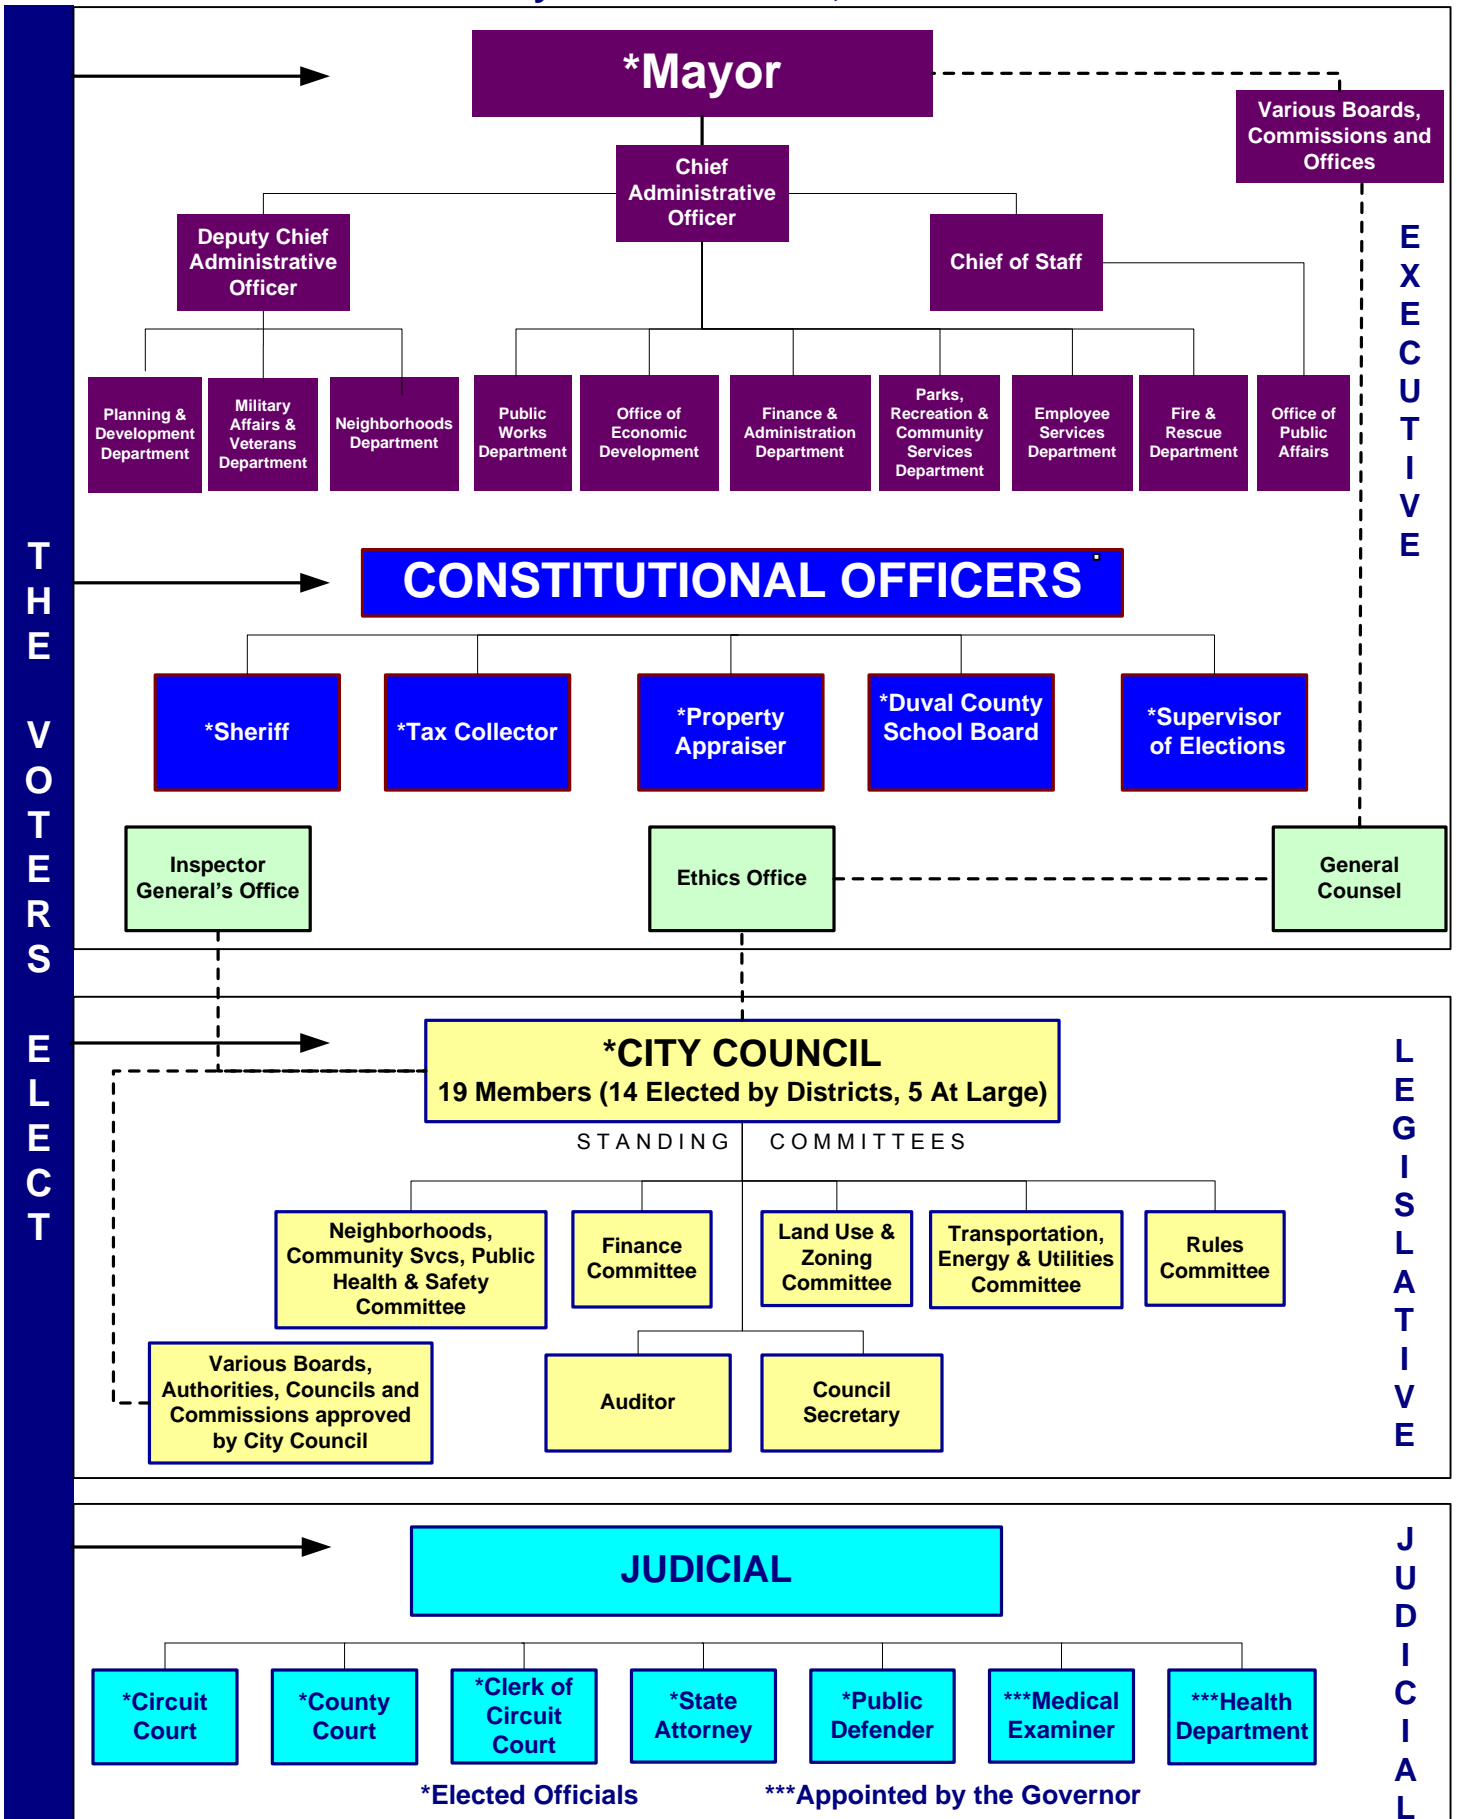 *Mayor
Various Boards,
Commissions and
Offices
Chief
Administrative
Officer
Deputy Chief
Administrative
Officer
Chief of Staff
Planning &
Development
Department
Military
Affairs &
Veterans
Department
Neighborhoods
Department
Public
Works
Department
Office of
Economic
Development
Finance &
Administration
Department
Parks,
Recreation &
Community
Services
Department
Employee
Services
Department
Fire &
Rescue
Department
Office of
Public
Affairs
EXECUTIVE
THE VOTERS ELECT
CONSTITUTIONAL OFFICERS
*Sheriff
*Tax Collector
*Property
Appraiser
*Duval County
School Board
*Supervisor
of Elections
Inspector
General's Office
Ethics Office
General
Counsel
*CITY COUNCIL
19 Members (14 Elected by Districts, 5 At Large)
STANDING COMMITTEES
Neighborhoods,
Community Svcs, Public
Health & Safety
Committee
Finance
Committee
Land Use &
Zoning
Committee
Transportation,
Energy & Utilities
Committee
Rules
Committee
Various Boards,
Authorities, Councils and
Commissions approved
by City Council
Auditor
Council
Secretary
LEGISLATIVE
JUDICIAL
*Circuit
Court
*County
Court
*Clerk of
Circuit
Court
*State
Attorney
*Public
Defender
***Medical
Examiner
***Health
Department
JUDICIAL
*Elected Officials
***Appointed by the Governor